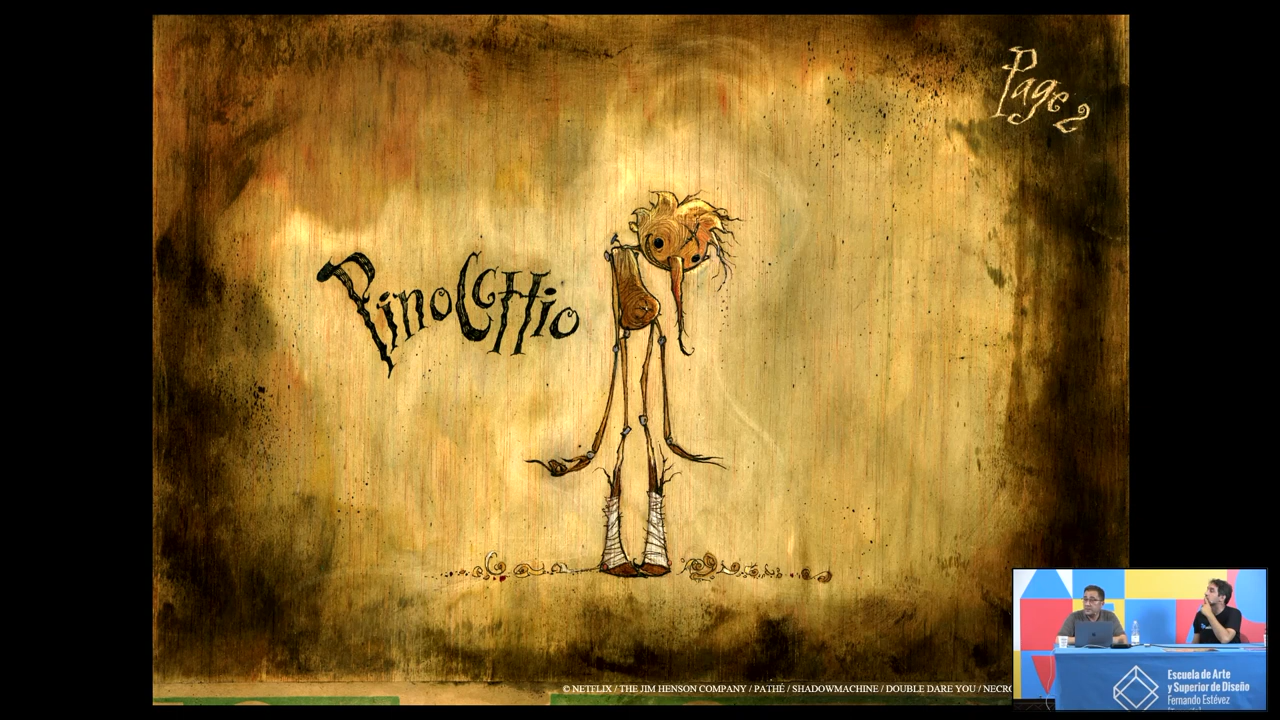 Page 2
PinoccHio
© NETFLIX / THE JIM HENSON COMPANY / PATHÉ / SHADOWMACHINE / DOUBLE DARE YOU / NECRO
Escuela de Arte
y Superior de Diseño
Fernando Estévez